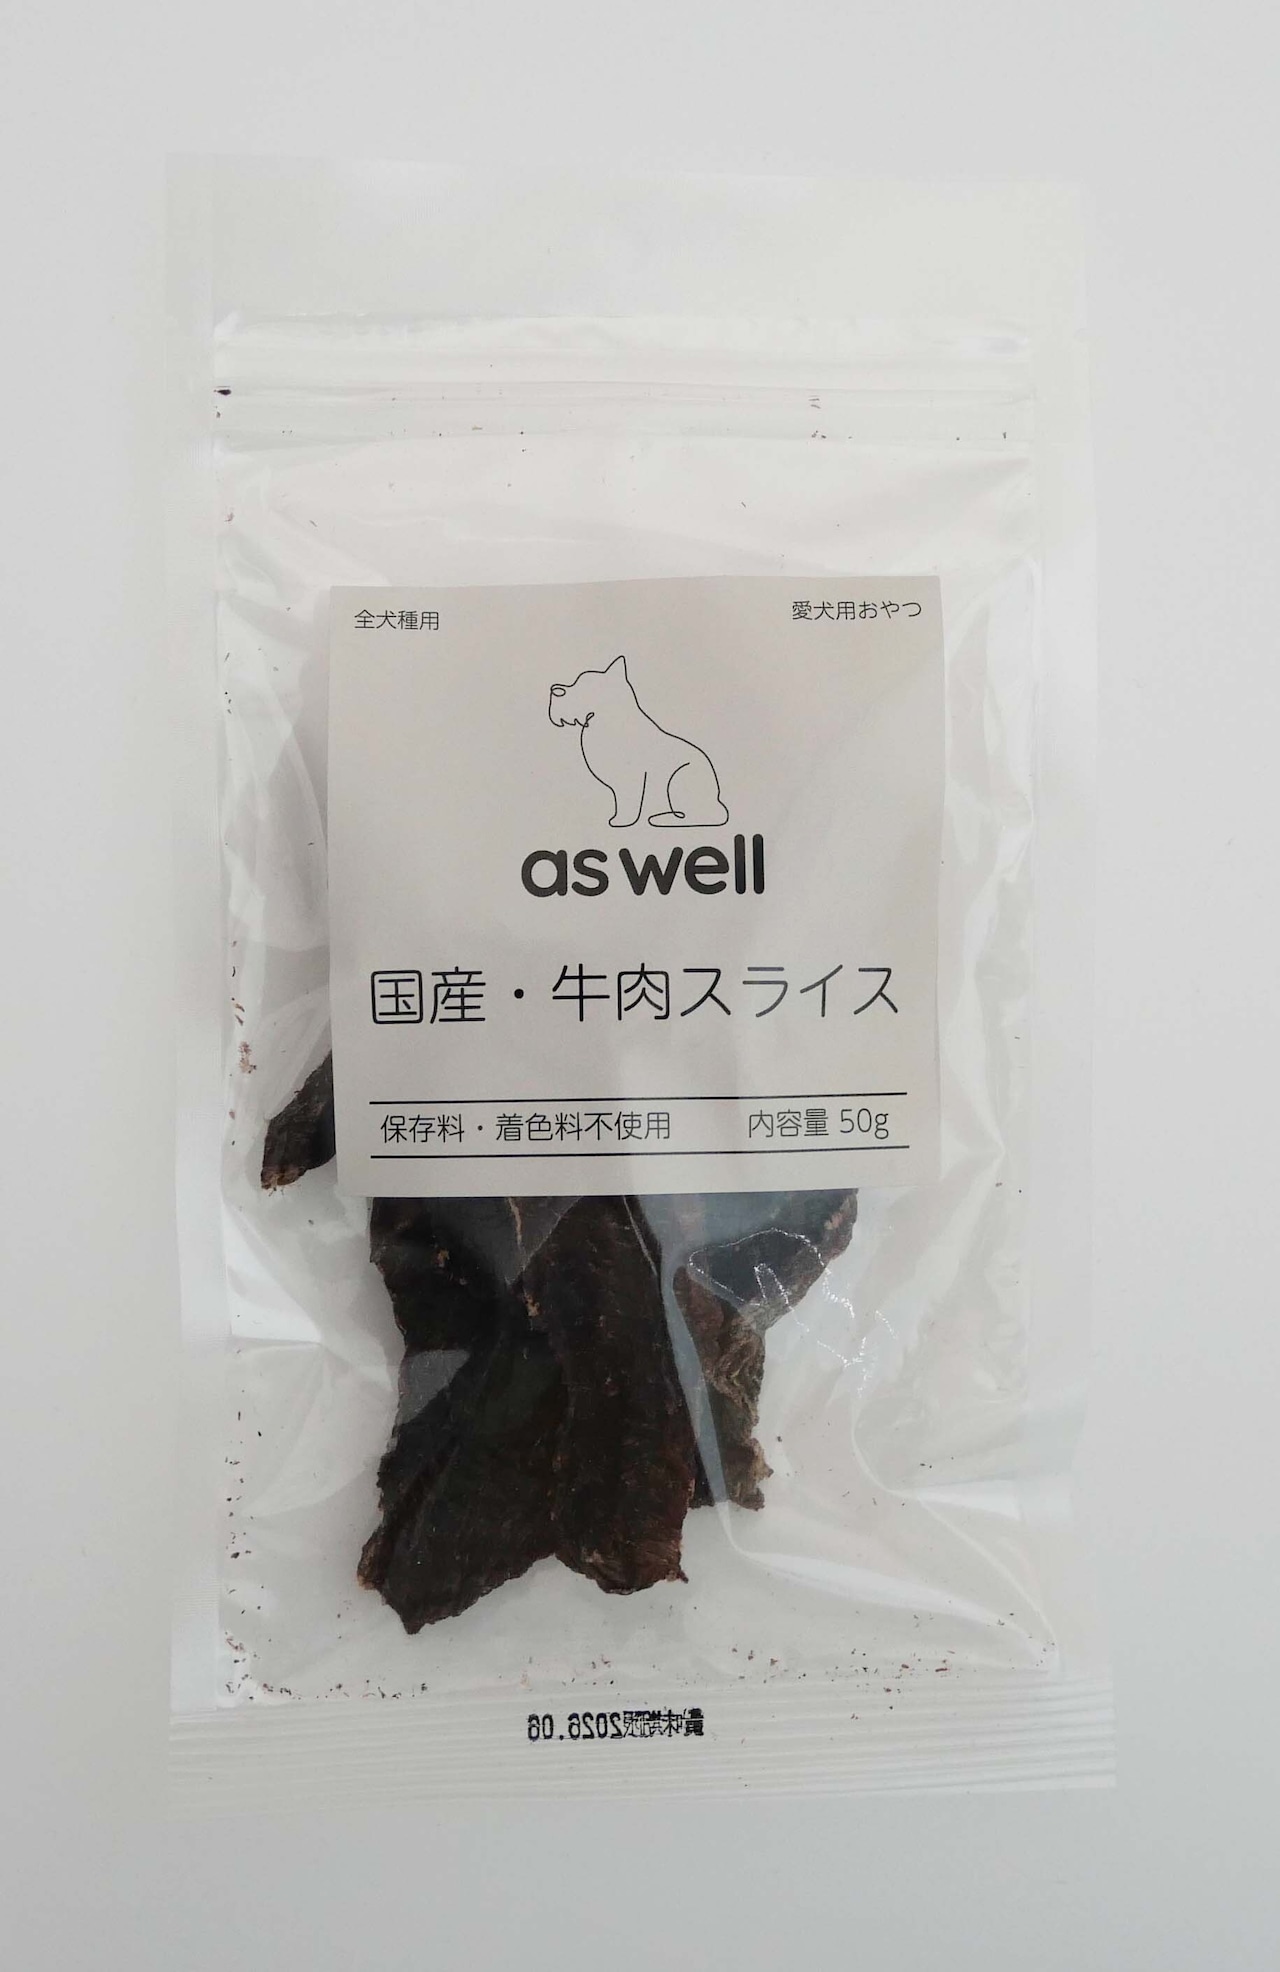 全犬種用
愛犬用おやつ
as well
国産・牛肉スライス
保存料・着色料不使用
内容量 50g
賞味期限2026.06